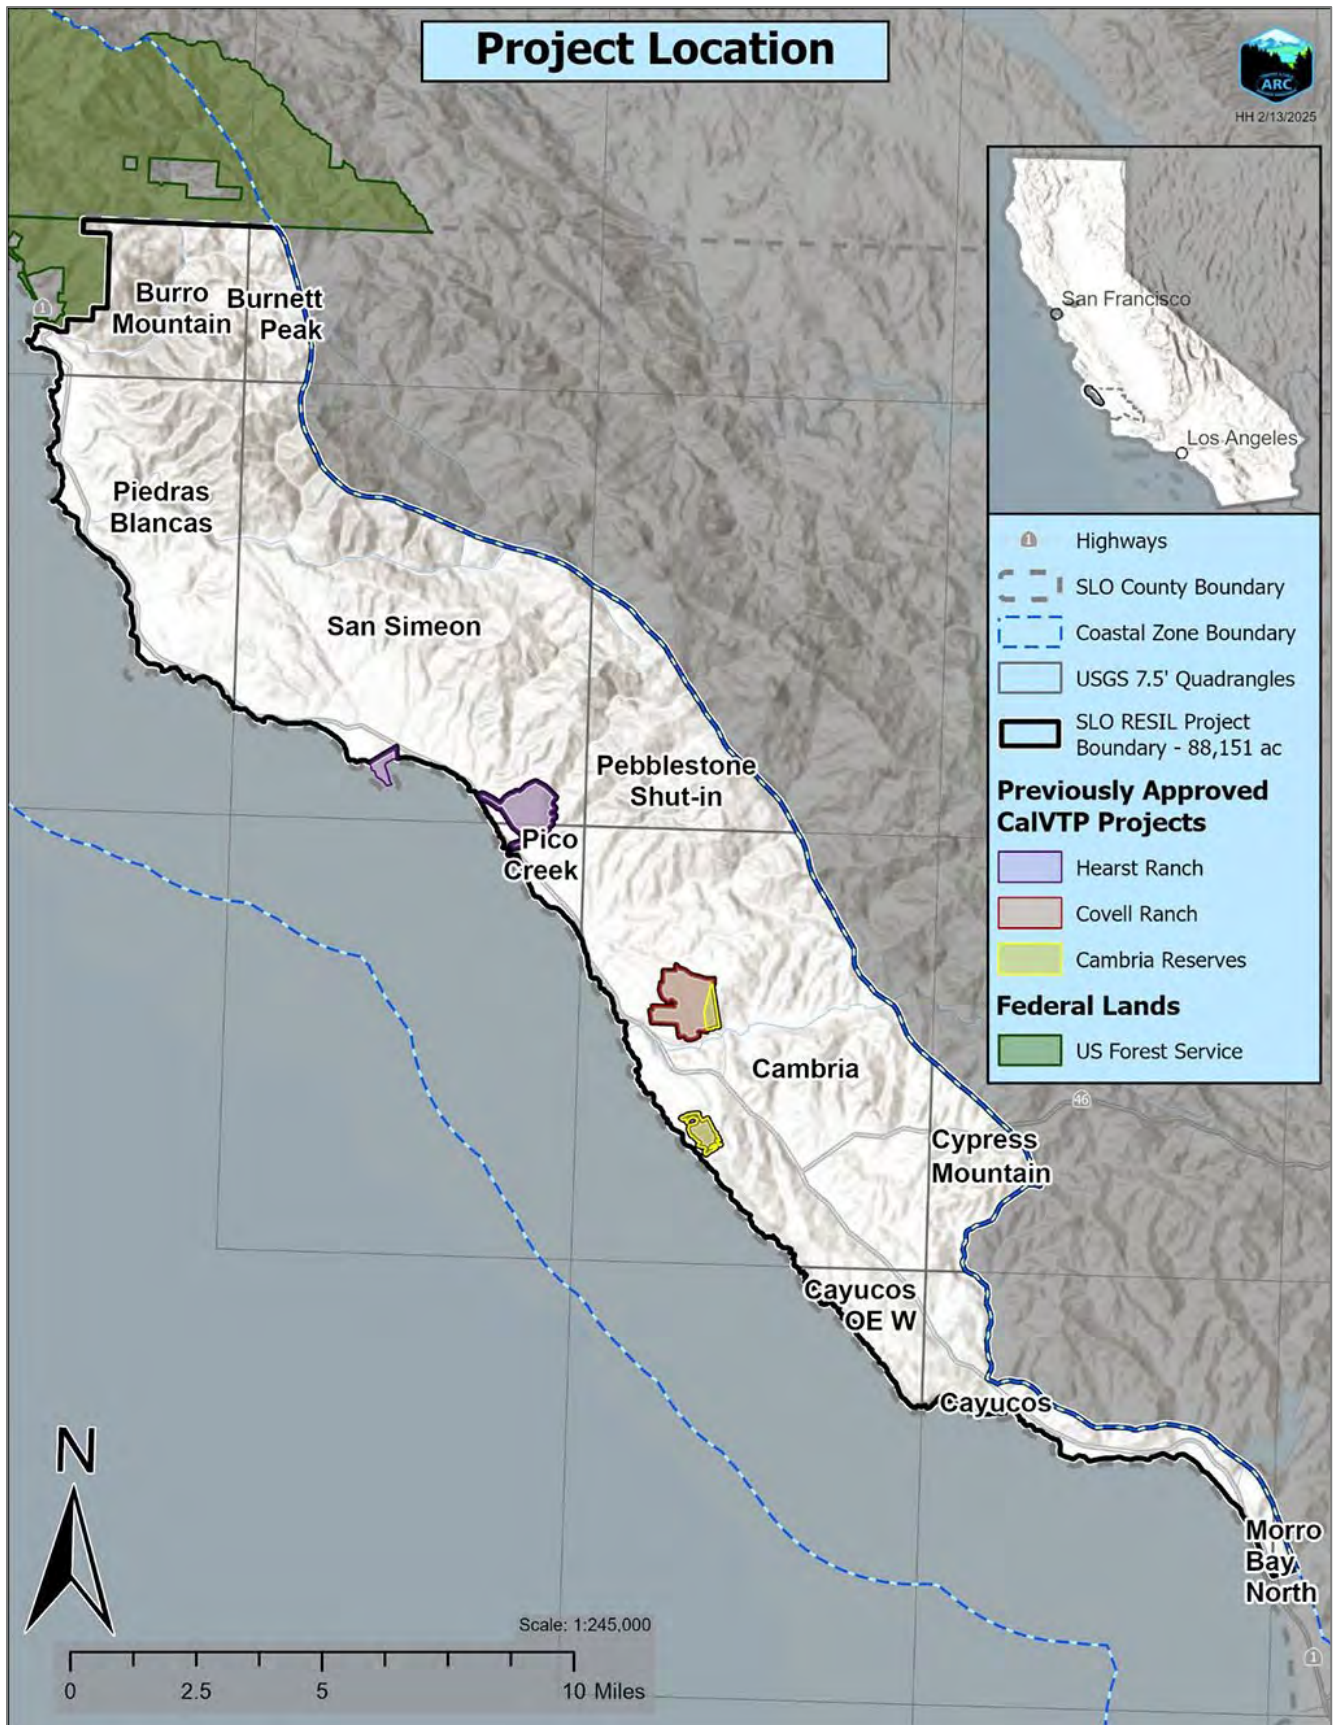 Project Location
ARC
HH 2/13/2025
San Francisco
Los Angeles
1
Highways
SLO County Boundary
Coastal Zone Boundary
USGS 7.5' Quadrangles
SLO RESIL Project
Boundary - 88,151 ac
Previously Approved
CalVTP Projects
Hearst Ranch
Covell Ranch
Cambria Reserves
Federal Lands
US Forest Service
1
Burro
Mountain
Burnett
Peak
Piedras
Blancas
San Simeon
Pebblestone
Shut-in
Pico
Creek
Cambria
46
Cypress
Mountain
Cayucos
OE W
Cayucos
Morro
Bay
North
1
N
Scale: 1:245,000
0 2.5 5 10 Miles